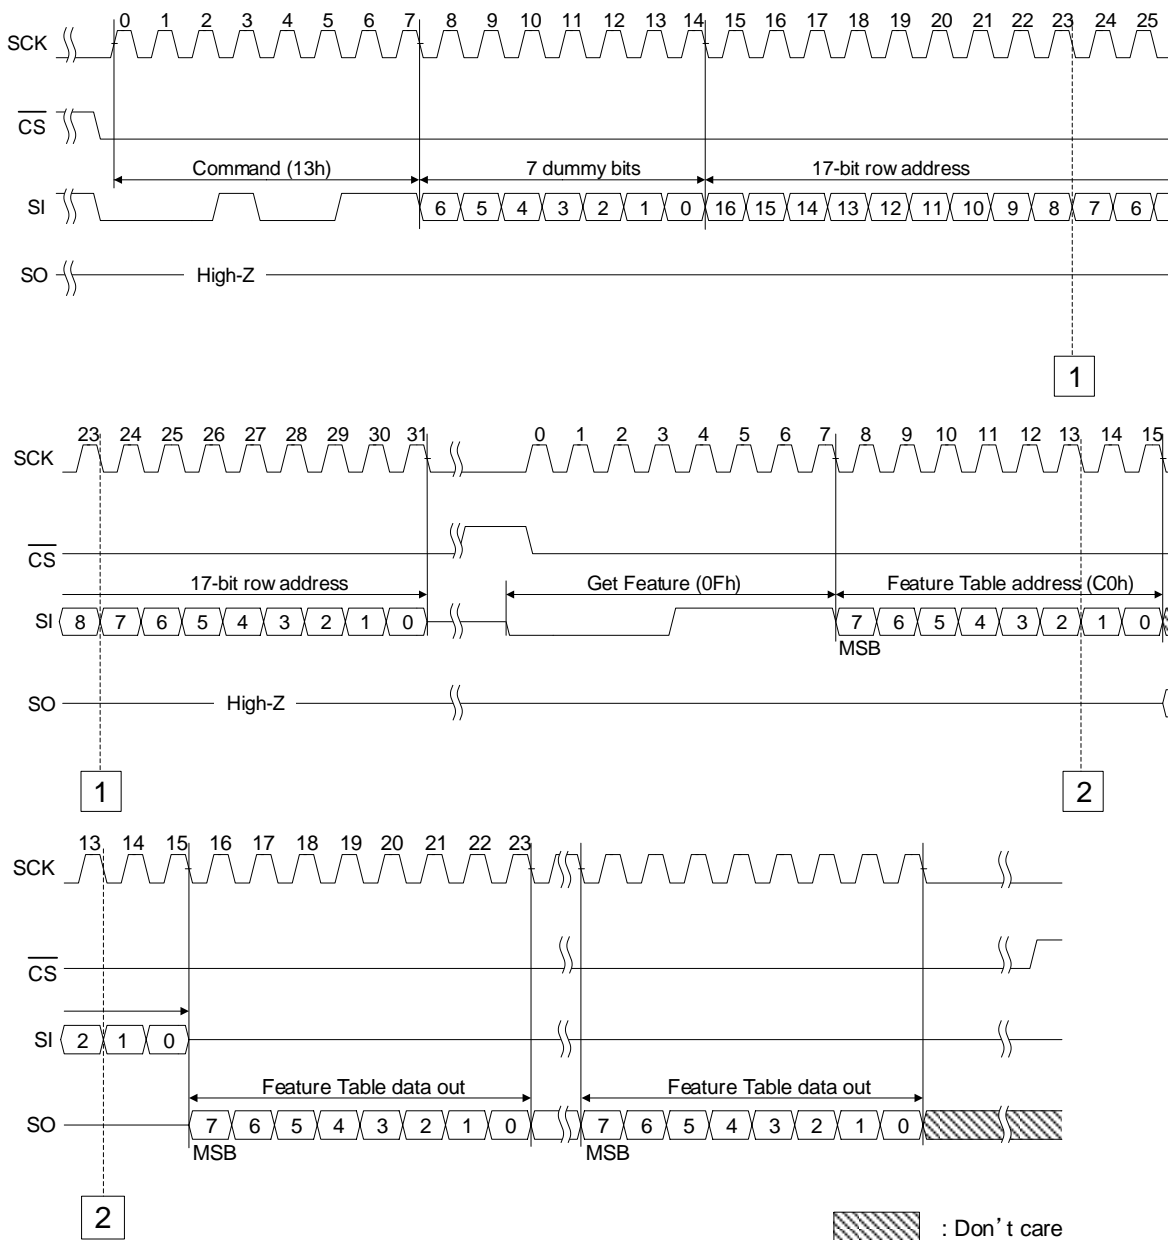 0 1 2 3 4 5 6 7 8 9 10 11 12 13 14 15 16 17 18 19 20 21 22 23 24 25
SCK
CS
Command (13h) 7 dummy bits 17-bit row address
SI 6 5 4 3 2 1 0 16 15 14 13 12 11 10 9 8 7 6
SO High-Z
1
23 24 25 26 27 28 29 30 31 0 1 2 3 4 5 6 7 8 9 10 11 12 13 14 15
SCK
CS
17-bit row address Get Feature (0Fh) Feature Table address (C0h)
SI 8 7 6 5 4 3 2 1 0 7 6 5 4 3 2 1 0
MSB
SO High-Z
1 2
13 14 15 16 17 18 19 20 21 22 23
SCK
CS
SI 2 1 0
Feature Table data out Feature Table data out
SO 7 6 5 4 3 2 1 0 7 6 5 4 3 2 1 0
MSB MSB
2
: Don't care